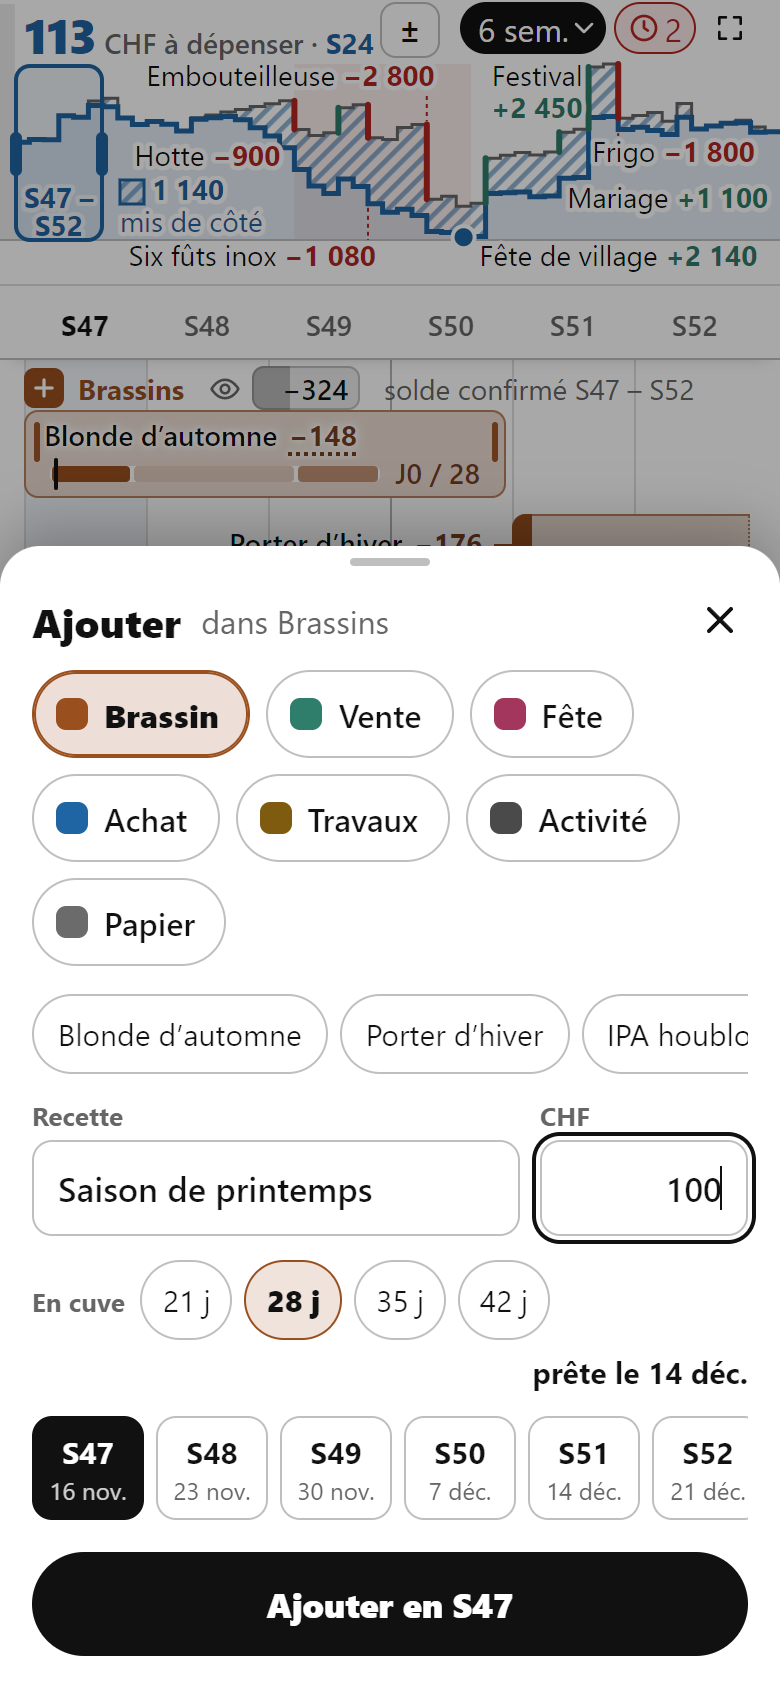 113 CHF à dépenser · S24 ± 6 sem. 2
Embouteilleuse −2 800
Festival
+2 450
Hotte −900
Frigo −1 800
S47 –
S52
1 140
mis de côté
Mariage +1 100
Six fûts inox −1 080
Fête de village +2 140
S47 S48 S49 S50 S51 S52
+ Brassins −324 solde confirmé S47 – S52
Blonde d’automne −148
J0 / 28
Porter d’hiver −176
Ajouter dans Brassins
Brassin Vente Fête
Achat Travaux Activité
Papier
Blonde d’automne Porter d’hiver IPA houblo
Recette CHF
Saison de printemps 100
En cuve 21 j 28 j 35 j 42 j
prête le 14 déc.
S47 S48 S49 S50 S51 S52
16 nov. 23 nov. 30 nov. 7 déc. 14 déc. 21 déc.
Ajouter en S47